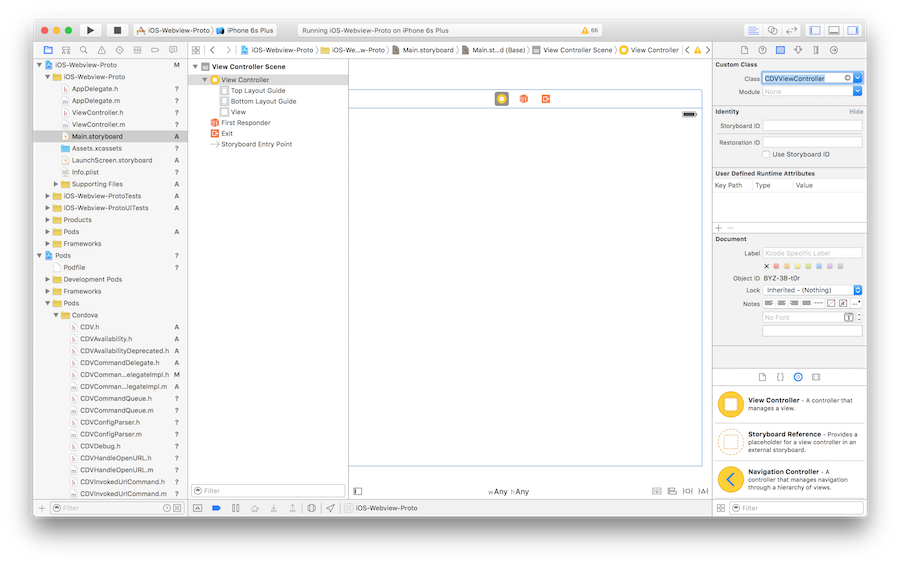 iOS-Webview-Proto iPhone 6s Plus
Running iOS-Webview-Proto on iPhone 6s Plus 66
iOS-Webview-Proto iOS-We...w-Proto Main.storyboard Main.st...d (Base) View Controller Scene View Controller
iOS-Webview-Proto ?
iOS-Webview-Proto
AppDelegate.h A
AppDelegate.m A
ViewController.h ?
ViewController.m ?
Main.storyboard A
Assets.xcassets ?
LaunchScreen.storyboard A
Info.plist ?
Supporting Files A
iOS-Webview-ProtoTests A
iOS-Webview-ProtoUITests A
Products
Pods A
Frameworks
Pods ?
Podfile ?
Development Pods
Frameworks
Pods
Cordova
CDV.h A
CDVAvailability.h A
CDVAvailabilityDeprecated.h A
CDVCommandDelegate.h A
CDVComman...elegateImpl.h M
CDVComman...legateImpl.m A
CDVCommandQueue.h ?
CDVCommandQueue.m ?
CDVConfigParser.h ?
CDVConfigParser.m ?
CDVDebug.h ?
CDVHandleOpenURL.h ?
CDVHandleOpenURL.m ?
CDVInvokedUrlCommand.h ?
CDVInvokedUrlCommand.m ?
Filter
View Controller Scene
View Controller
Top Layout Guide
Bottom Layout Guide
View
First Responder
Exit
Storyboard Entry Point
Filter
wAny hAny
iOS-Webview-Proto
Custom Class
Class CDVViewController
Module None
Identity Hide
Storyboard ID
Restoration ID
Use Storyboard ID
User Defined Runtime Attributes
Key Path Type Value
Document
Label Xcode Specific Label
Object ID BYZ-38-t0r
Lock Inherited - (Nothing)
Notes
No Font
View Controller - A controller that
manages a view.
Storyboard Reference - Provides a
placeholder for a view controller in an
external storyboard.
Navigation Controller - A
controller that manages navigation
through a hierarchy of views.
Filter